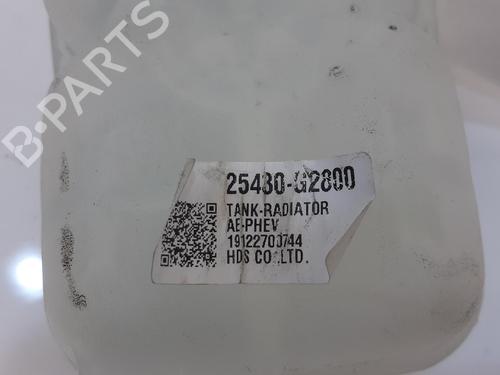 B-PARTS
25430-G2800
TANK-RADIATOR
AE-PHEV
19122700744
HDS CO.,LTD.